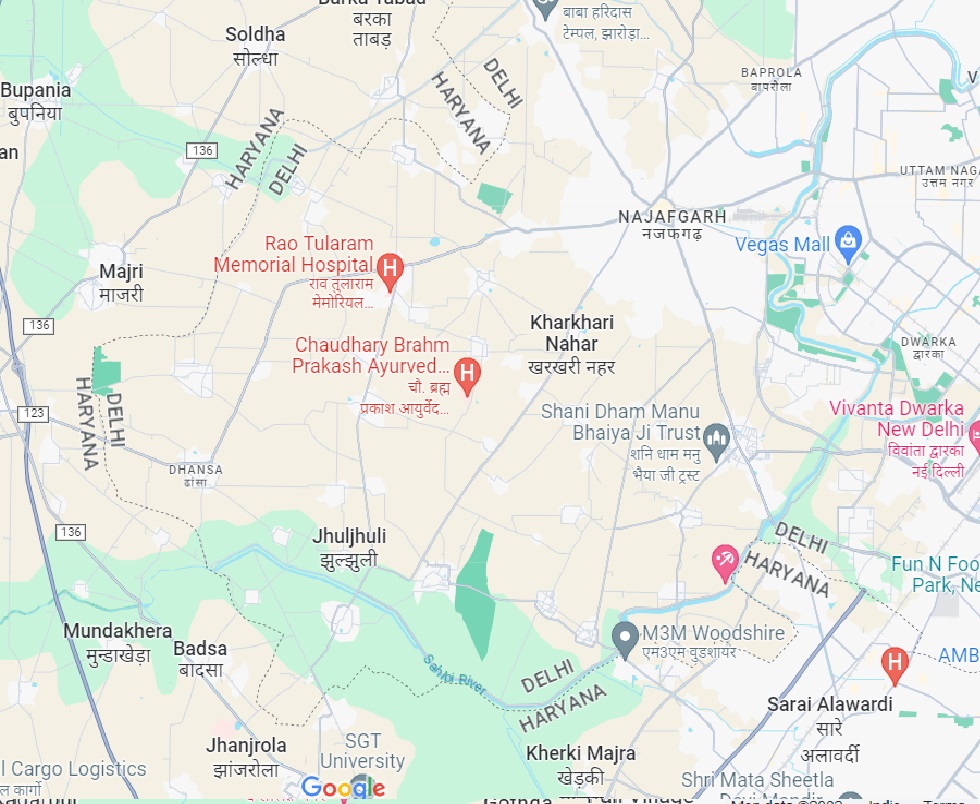 बरका
ताबड़
बाबा हरिदास
टेम्पल, झारोड़ा...
Soldha
सोल्धा
DELHI
HARYANA
BAPROLA
बापरोला
Bupania
बुपनिया
HARYANA
DELHI
136
an
UTTAM NAGA
उत्तम नगर
NAJAFGARH
नजफगढ़
Vegas Mall
Rao Tularam
Memorial Hospital
राव तुलाराम
मेमोरियल...
H
Majri
माजरी
136
Kharkhari
Nahar
खरखरी नहर
DWARKA
द्वारका
Chaudhary Brahm
Prakash Ayurved...
चौ. ब्रह्म
प्रकाश आयुर्वेद...
H
HARYANA
DELHI
123
Shani Dham Manu
Bhaiya Ji Trust
शनि धाम मनु
भैया जी ट्रस्ट
Vivanta Dwarka
New Delhi
विवांता द्वारका
नई दिल्ली
DHANSA
ढांसा
136
Jhuljhuli
झुल्झुली
DELHI
HARYANA
Fun N Foo
Park, Ne
Mundakhera
मुन्डाखेड़ा
Badsa
बादसा
M3M Woodshire
एम3एम वुडशायर
H
AMB
Sahibi River
DELHI
HARYANA
Sarai Alawardi
सारे
अलावर्दी
Jhanjrola
झांजरोला
SGT
University
Kherki Majra
खेड़की
l Cargo Logistics
ल कार्गो
Google
Shri Mata Sheetla